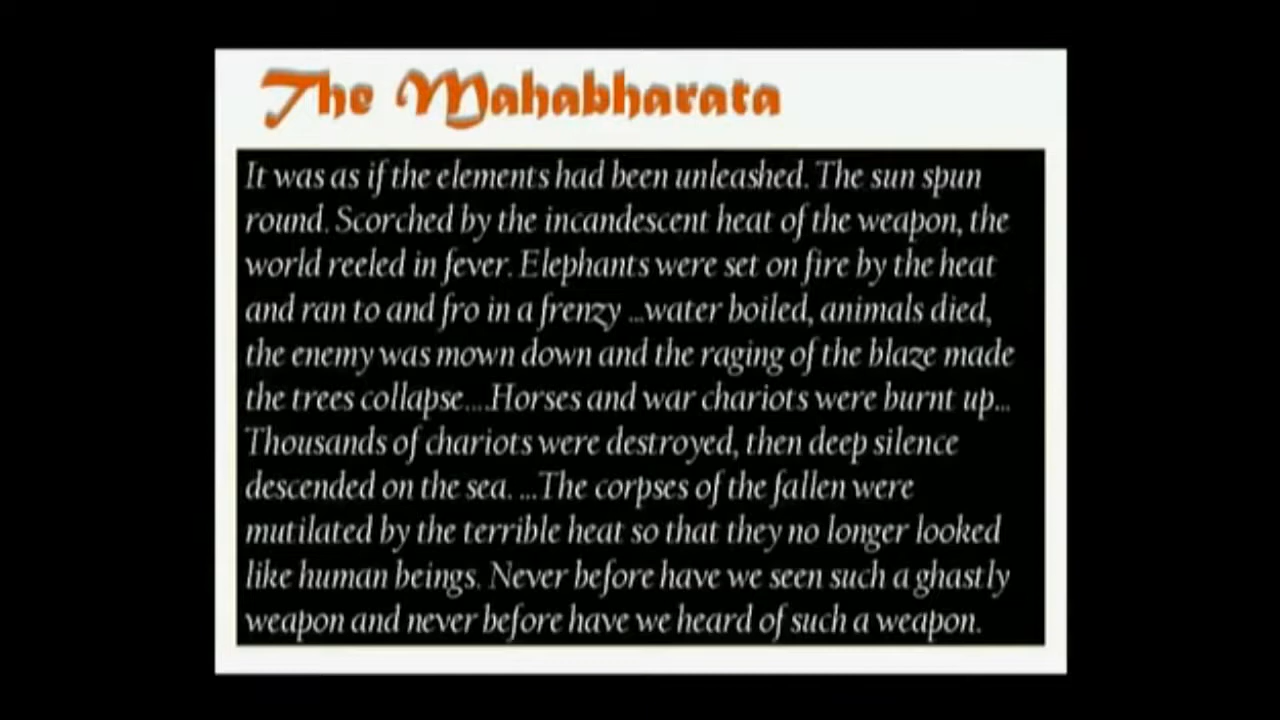 The Mahabharata
It was as if the elements had been unleashed. The sun spun
round. Scorched by the incandescent heat of the weapon, the
world reeled in fever. Elephants were set on fire by the heat
and ran to and fro in a frenzy ...water boiled, animals died,
the enemy was mown down and the raging of the blaze made
the trees collapse....Horses and war chariots were burnt up...
Thousands of chariots were destroyed, then deep silence
descended on the sea. ...The corpses of the fallen were
mutilated by the terrible heat so that they no longer looked
like human beings. Never before have we seen such a ghastly
weapon and never before have we heard of such a weapon.